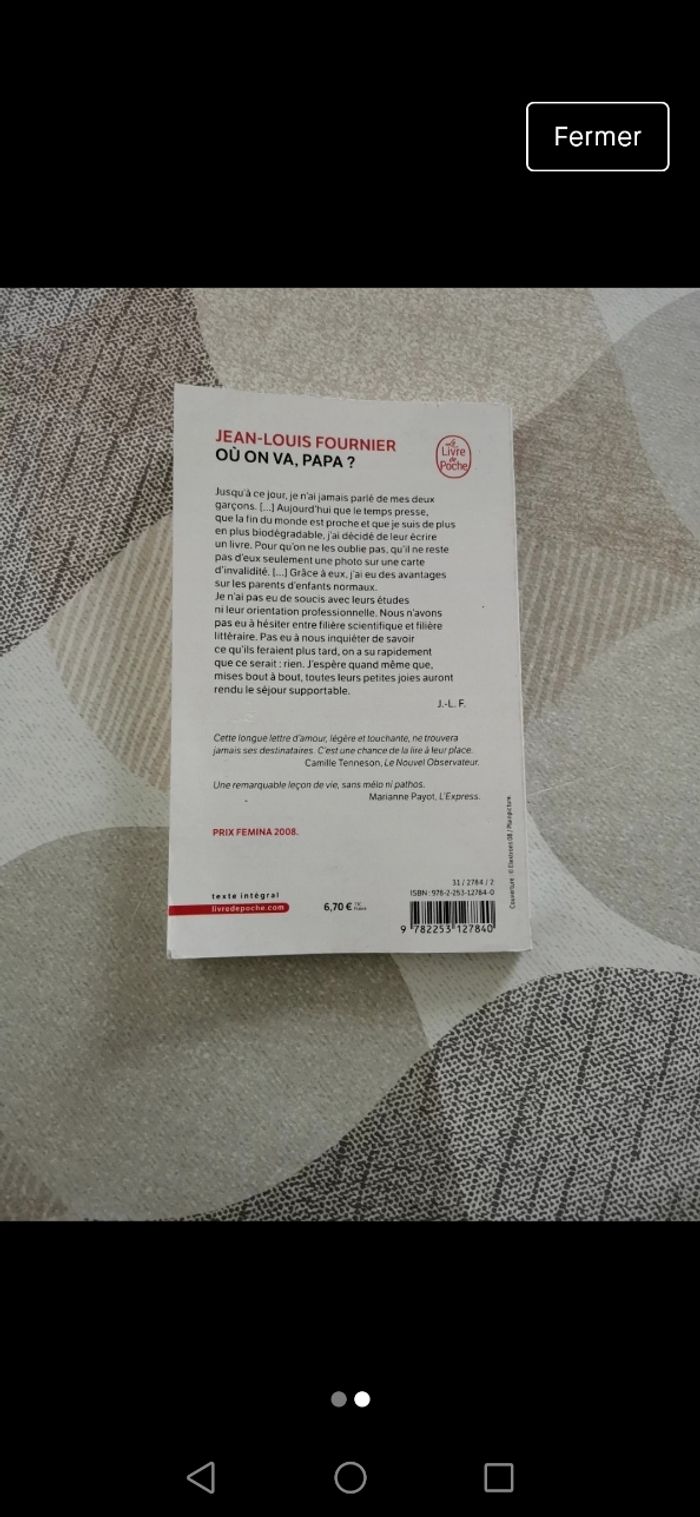 Fermer
JEAN-LOUIS FOURNIER
OÙ ON VA, PAPA ?
Le
Livre
de
Poche
Jusqu'à ce jour, je n'ai jamais parlé de mes deux
garçons. [...] Aujourd'hui que le temps presse,
que la fin du monde est proche et que je suis de plus
en plus biodégradable, j'ai décidé de leur écrire
un livre. Pour qu'on ne les oublie pas, qu'il ne reste
pas d'eux seulement une photo sur une carte
d'invalidité. [...] Grâce à eux, j'ai eu des avantages
sur les parents d'enfants normaux.
Je n'ai pas eu de soucis avec leurs études
ni leur orientation professionnelle. Nous n'avons
pas eu à hésiter entre filière scientifique et filière
littéraire. Pas eu à nous inquiéter de savoir
ce qu'ils feraient plus tard, on a su rapidement
que ce serait : rien. J'espère quand même que,
mises bout à bout, toutes leurs petites joies auront
rendu le séjour supportable.
J.-L. F.
Cette longue lettre d'amour, légère et touchante, ne trouvera
jamais ses destinataires. C'est une chance de la lire à leur place.
Camille Tenneson, Le Nouvel Observateur.
Une remarquable leçon de vie, sans mélo ni pathos.
Marianne Payot, L'Express.
PRIX FEMINA 2008.
texte intégral
livredepoche.com
6,70 €
31 / 2784 / 2
ISBN : 978-2-253-12784-0
9 782253 127840
Couverture : © / Plainpicture.